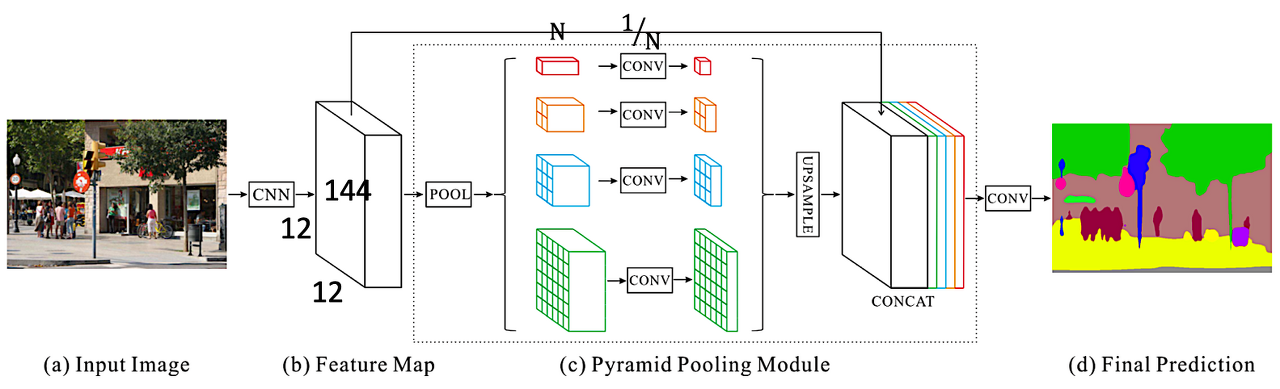 N 1/N
CONV
CONV
144
CNN
POOL
CONV
UPSAMPLE
CONV
12
12
CONV
CONCAT
(a) Input Image
(b) Feature Map
(c) Pyramid Pooling Module
(d) Final Prediction